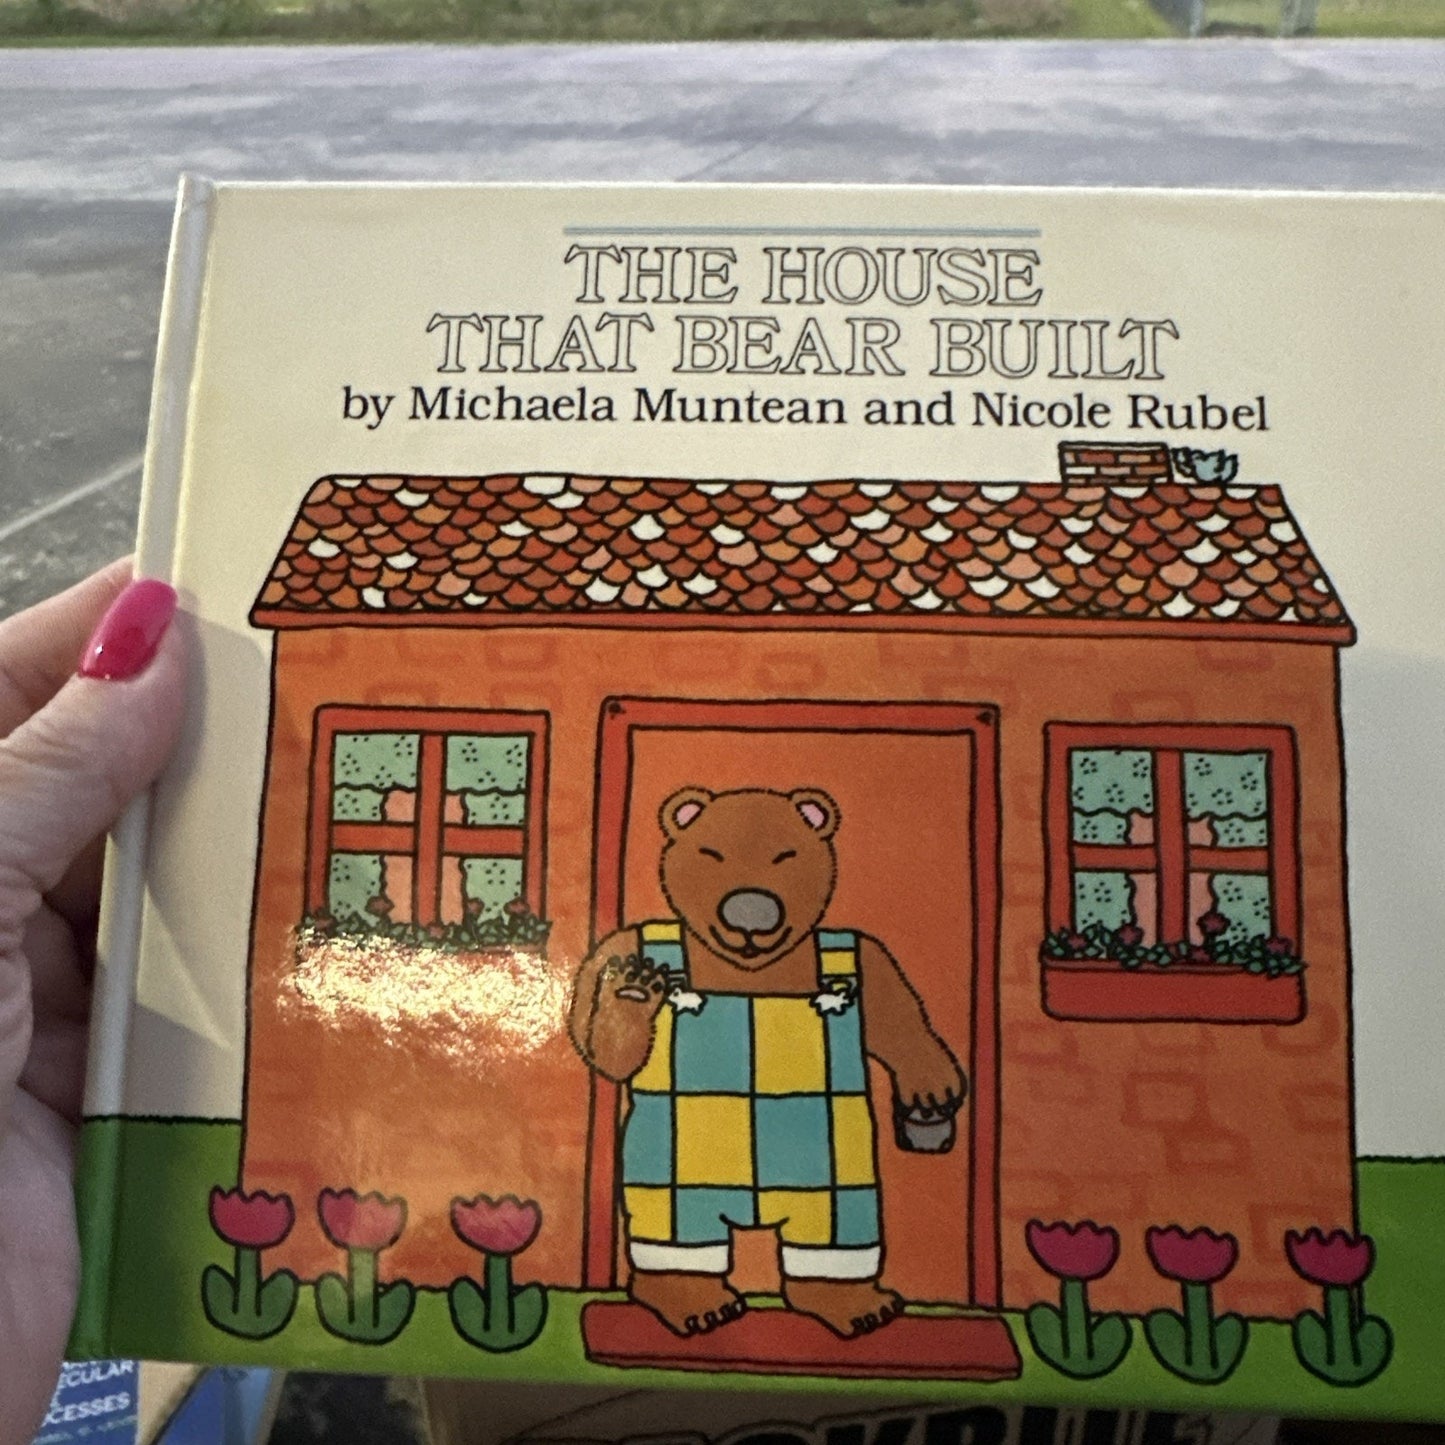 THE HOUSE
THAT BEAR BUILT
by Michaela Muntean and Nicole Rubel